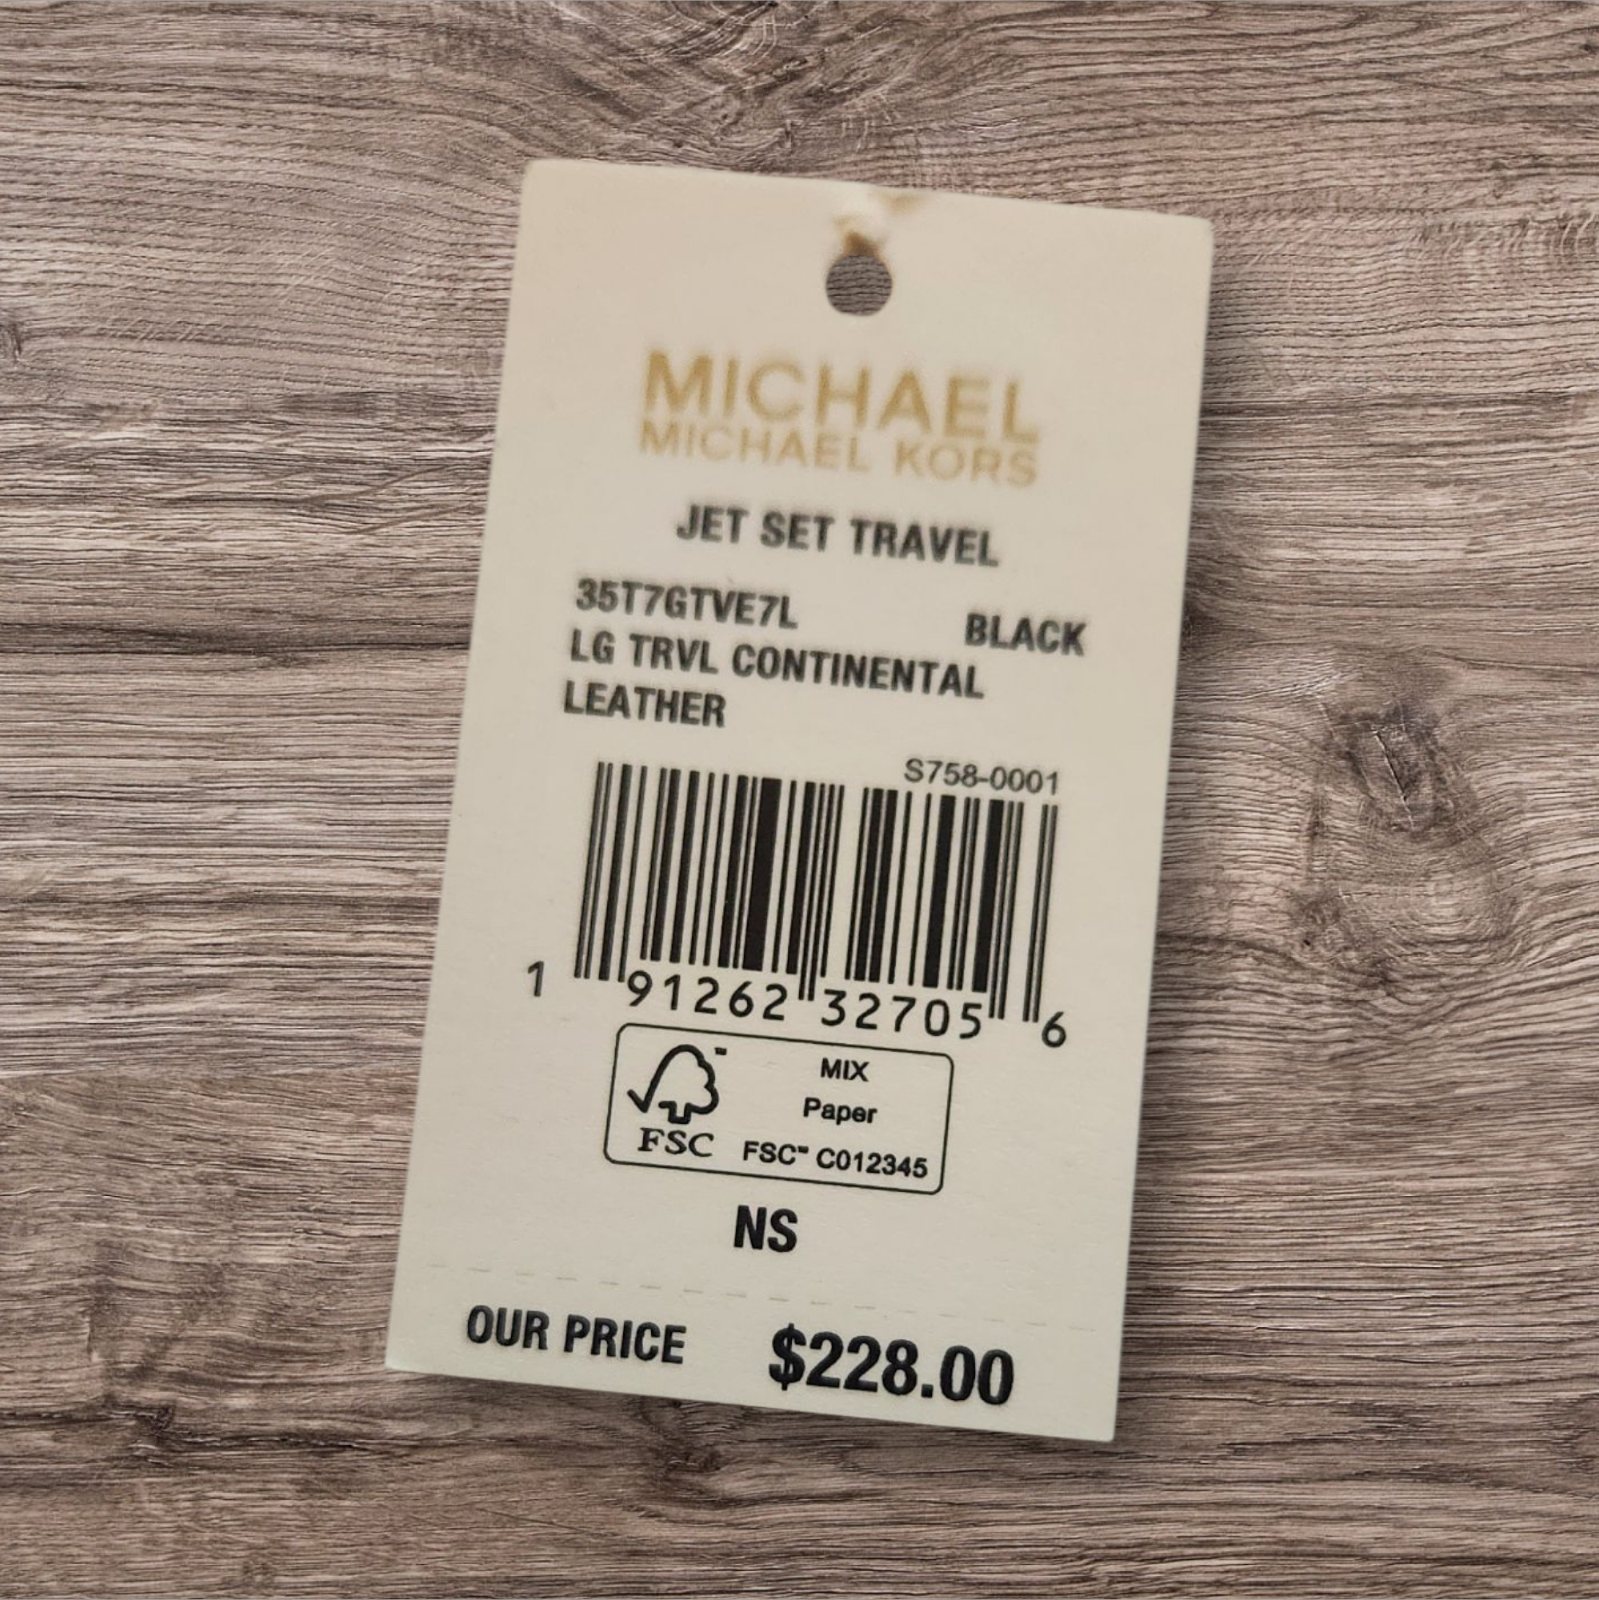 MICHAEL
MICHAEL KORS
JET SET TRAVEL
35T7GTVE7L BLACK
LG TRVL CONTINENTAL
LEATHER
S758-0001
1 91262 32705 6
FSC™
MIX
Paper
FSC™ C012345
NS
OUR PRICE $228.00